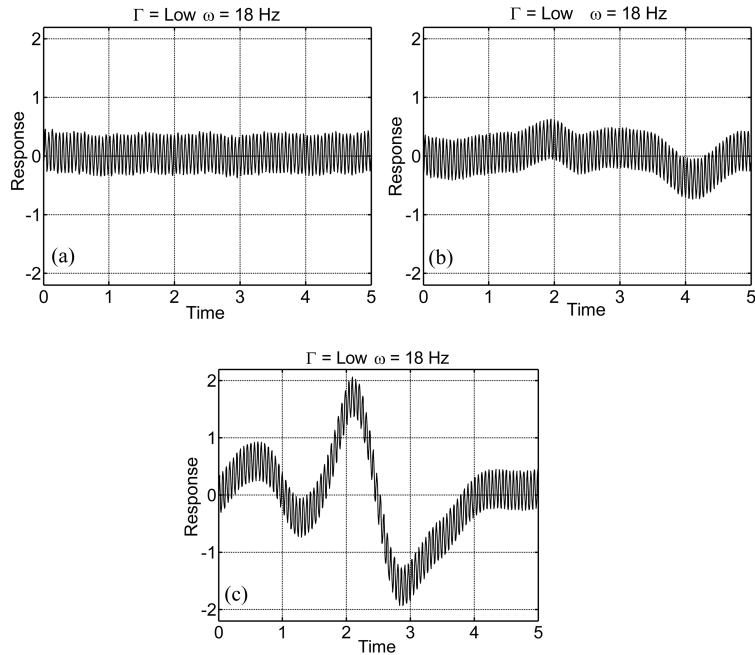 Γ = Low ω = 18 Hz
2
1
0
-1
-2
Response
(a)
0 1 2 3 4 5
Time
Γ = Low ω = 18 Hz
2
1
0
-1
-2
Response
(b)
0 1 2 3 4 5
Time
Γ = Low ω = 18 Hz
2
1
0
-1
-2
Response
(c)
0 1 2 3 4 5
Time